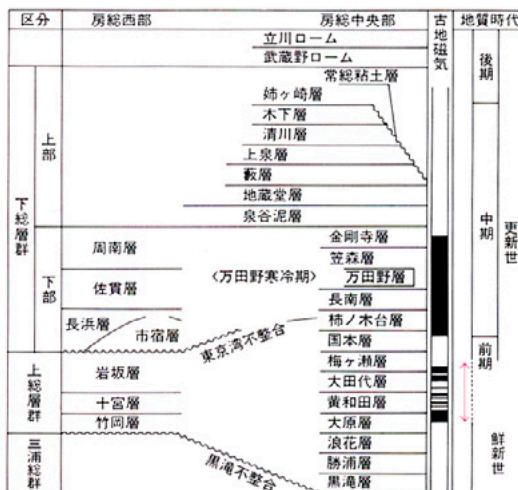 区分
房総西部
房総中央部
古地磁気
地質時代
立川ローム
武蔵野ローム
常総粘土層
姉ヶ崎層
木下層
清川層
上泉層
藪層
地蔵堂層
泉谷泥層
下総層群
上部
下部
周南層
佐貫層
長浜層
市宿層
〈万田野寒冷期〉
東京湾不整合
金剛寺層
笠森層
万田野層
長南層
柿ノ木台層
国本層
梅ヶ瀬層
大田代層
黄和田層
大原層
浪花層
勝浦層
黒滝層
上総層群
岩坂層
十宮層
竹岡層
三浦総群
黒滝不整合
後期
中期
前期
更新世
鮮新世